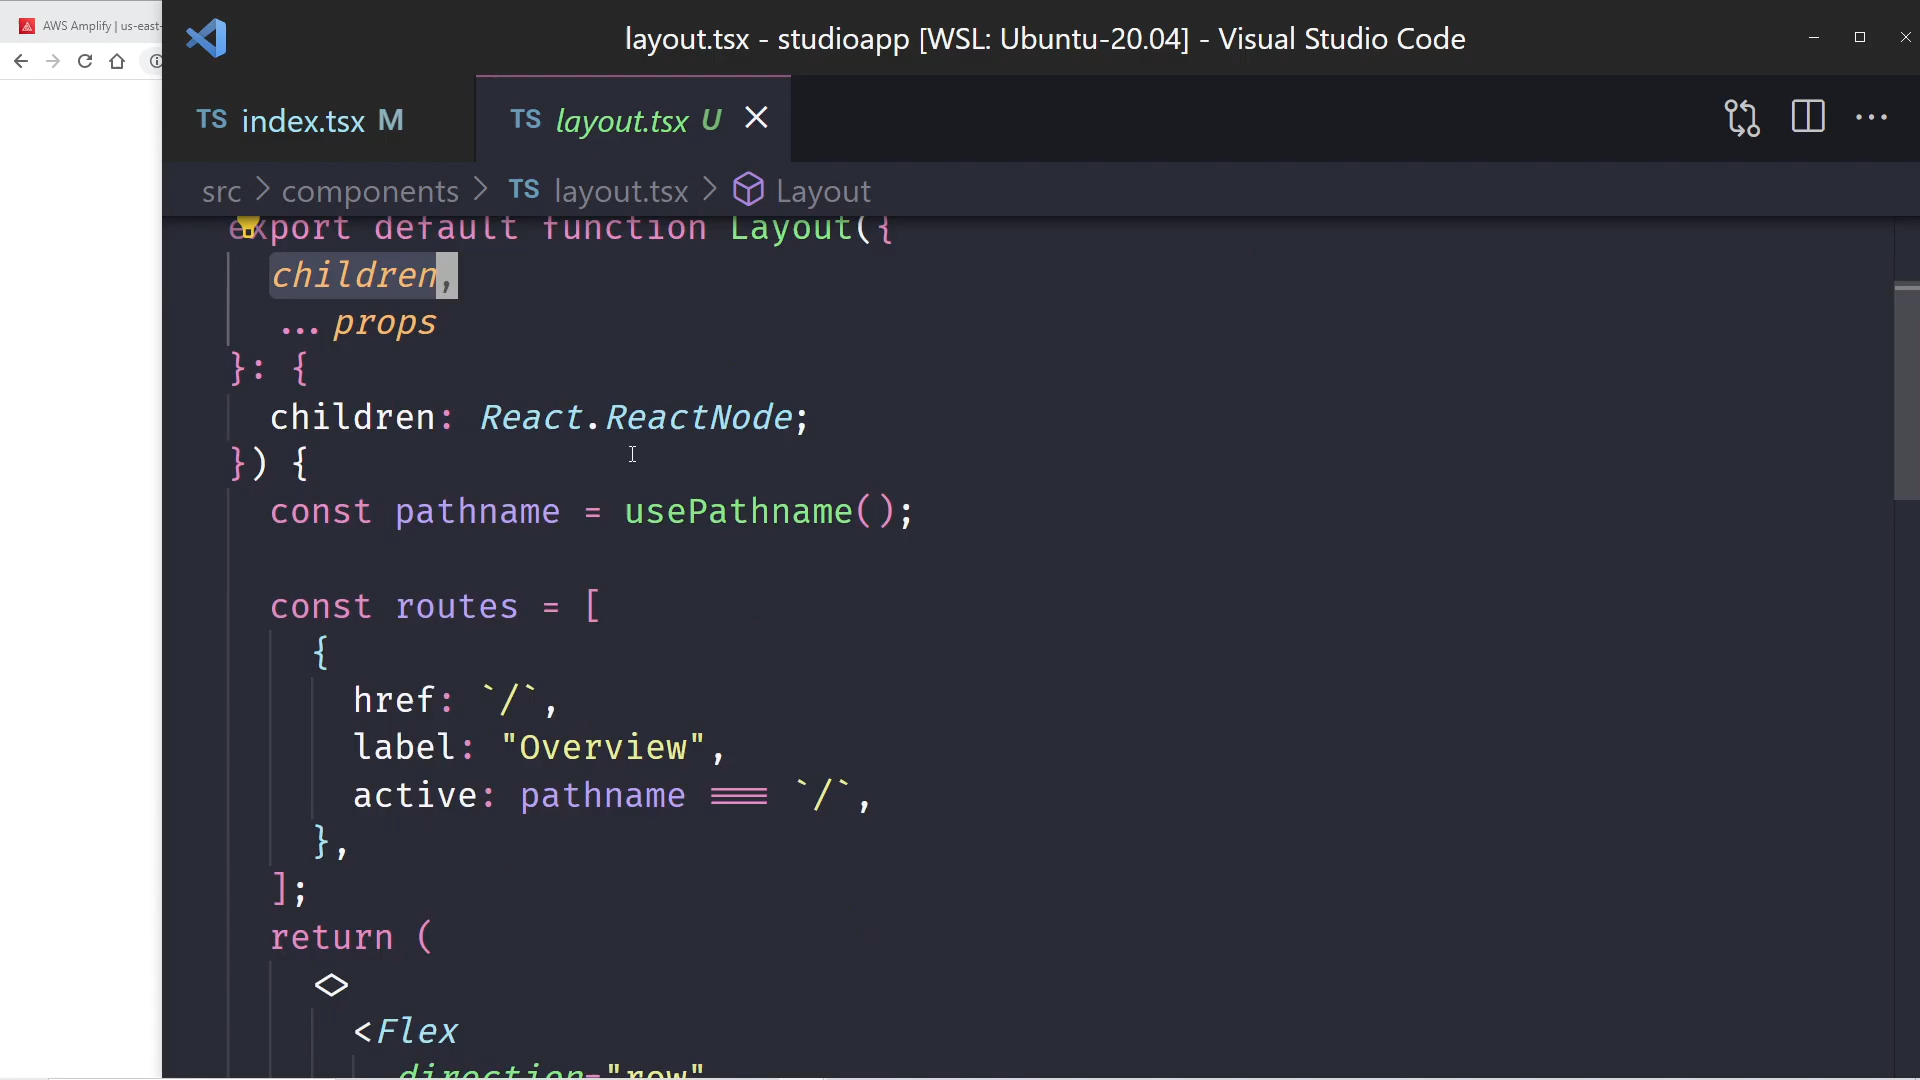 AWS Amplify | us-east-
layout.tsx - studioapp [WSL: Ubuntu-20.04] - Visual Studio Code
TS index.tsx M
TS layout.tsx U
src > components > TS layout.tsx > Layout
export default function Layout({
children,
...props
}: {
children: React.ReactNode;
}) {
const pathname = usePathname();
const routes = [
{
href: `/`,
label: "Overview",
active: pathname === `/`,
},
];
return (
<>
<Flex
direction="row"